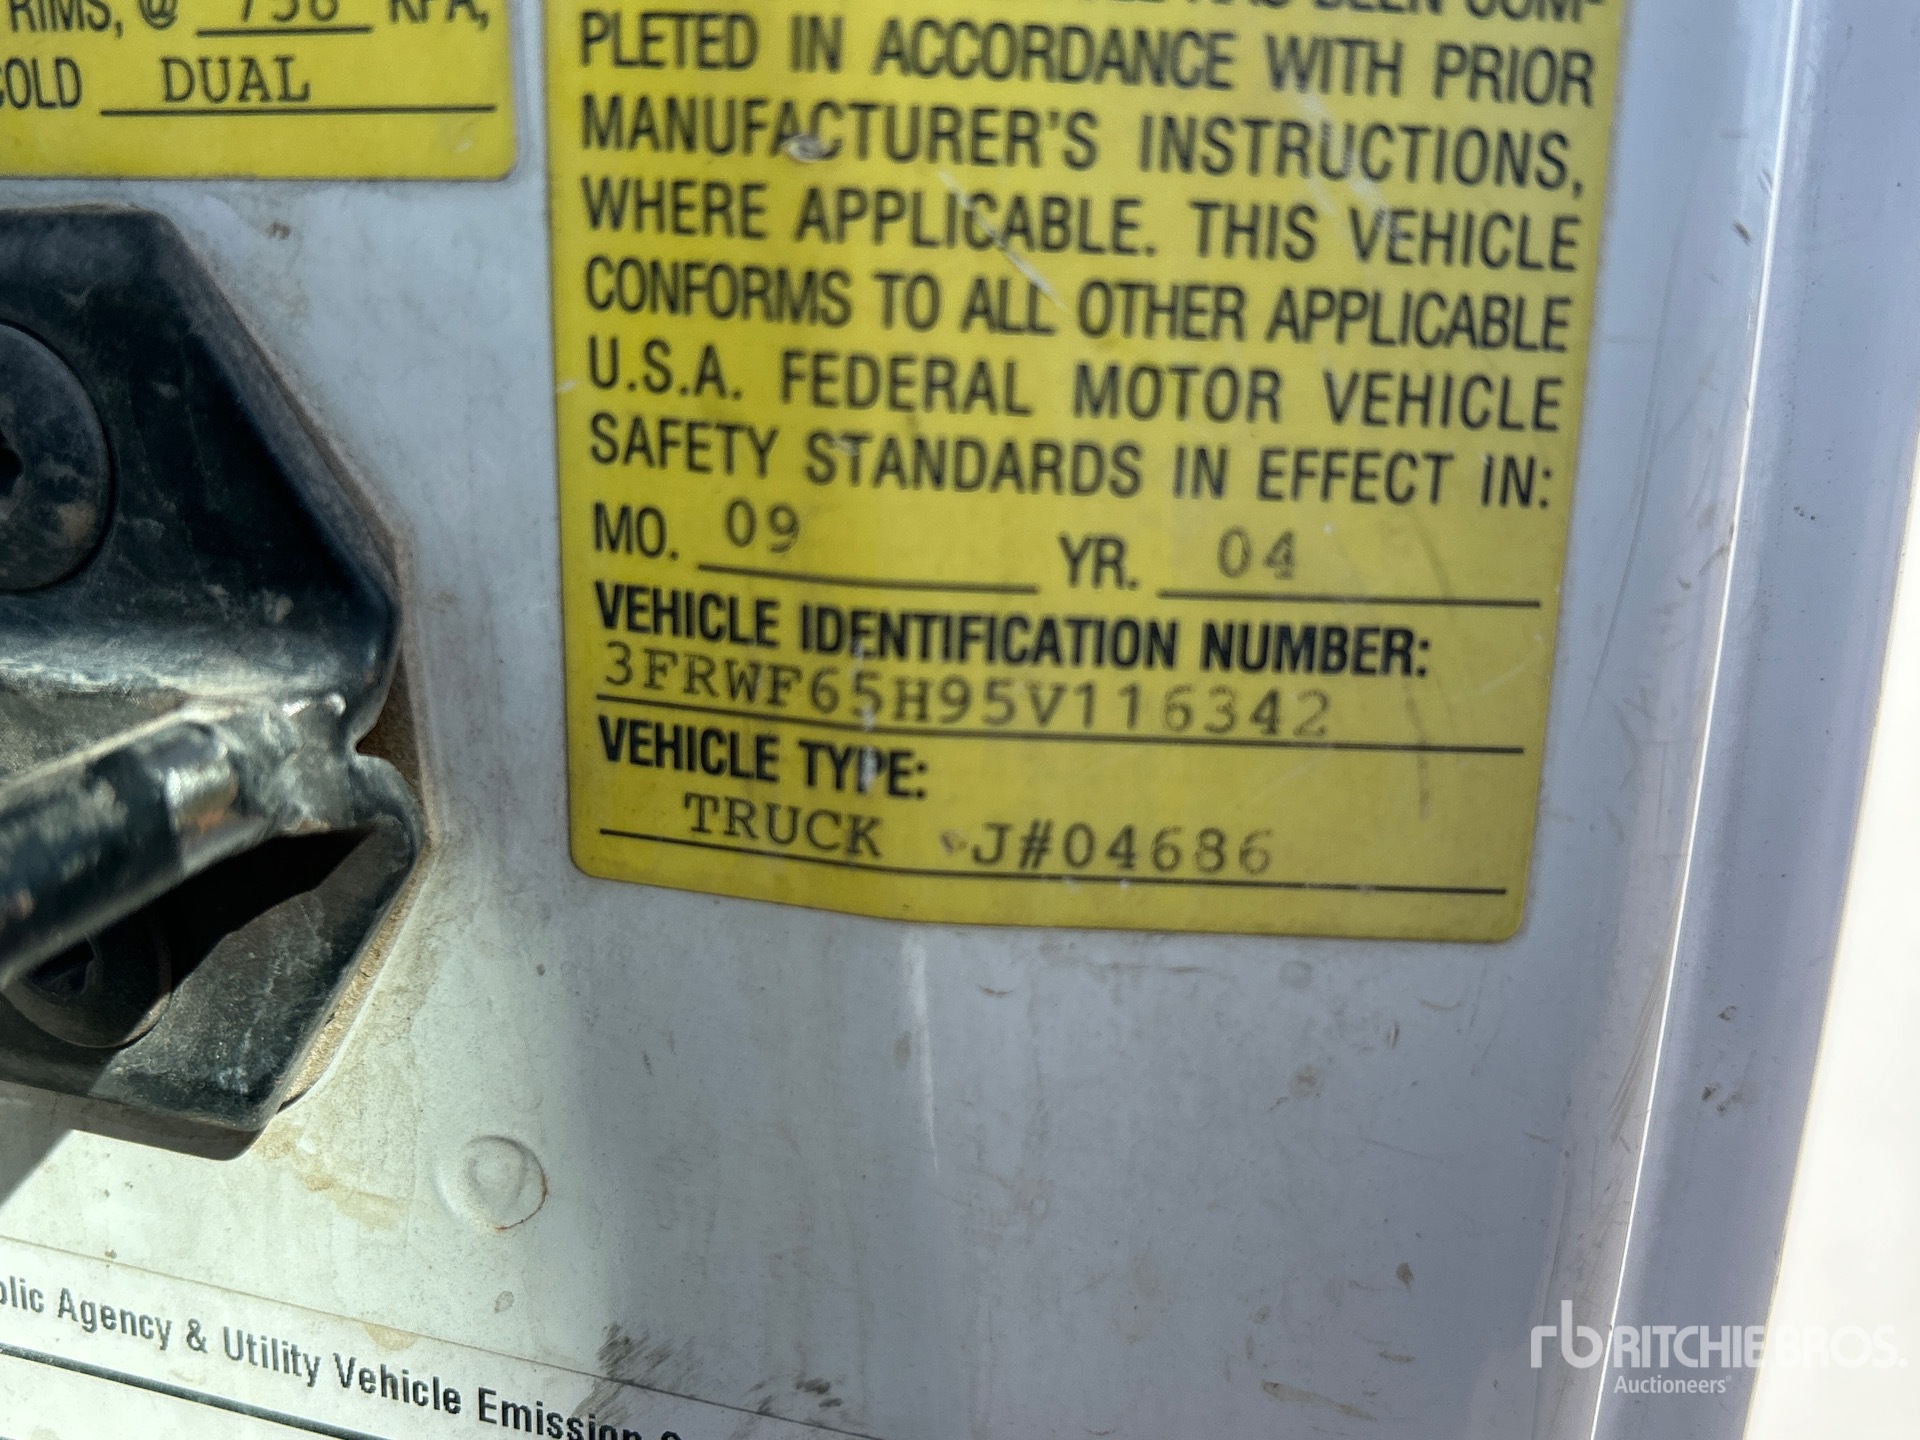 RIMS, @ 758 KPA,
COLD DUAL
PLETED IN ACCORDANCE WITH PRIOR
MANUFACTURER'S INSTRUCTIONS,
WHERE APPLICABLE. THIS VEHICLE
CONFORMS TO ALL OTHER APPLICABLE
U.S.A. FEDERAL MOTOR VEHICLE
SAFETY STANDARDS IN EFFECT IN:
MO. 09 YR. 04
VEHICLE IDENTIFICATION NUMBER:
3FRWF65H95V116342
VEHICLE TYPE:
TRUCK J#04686
Agency & Utility Vehicle Emission
rb RITCHIE BROS.
Auctioneers